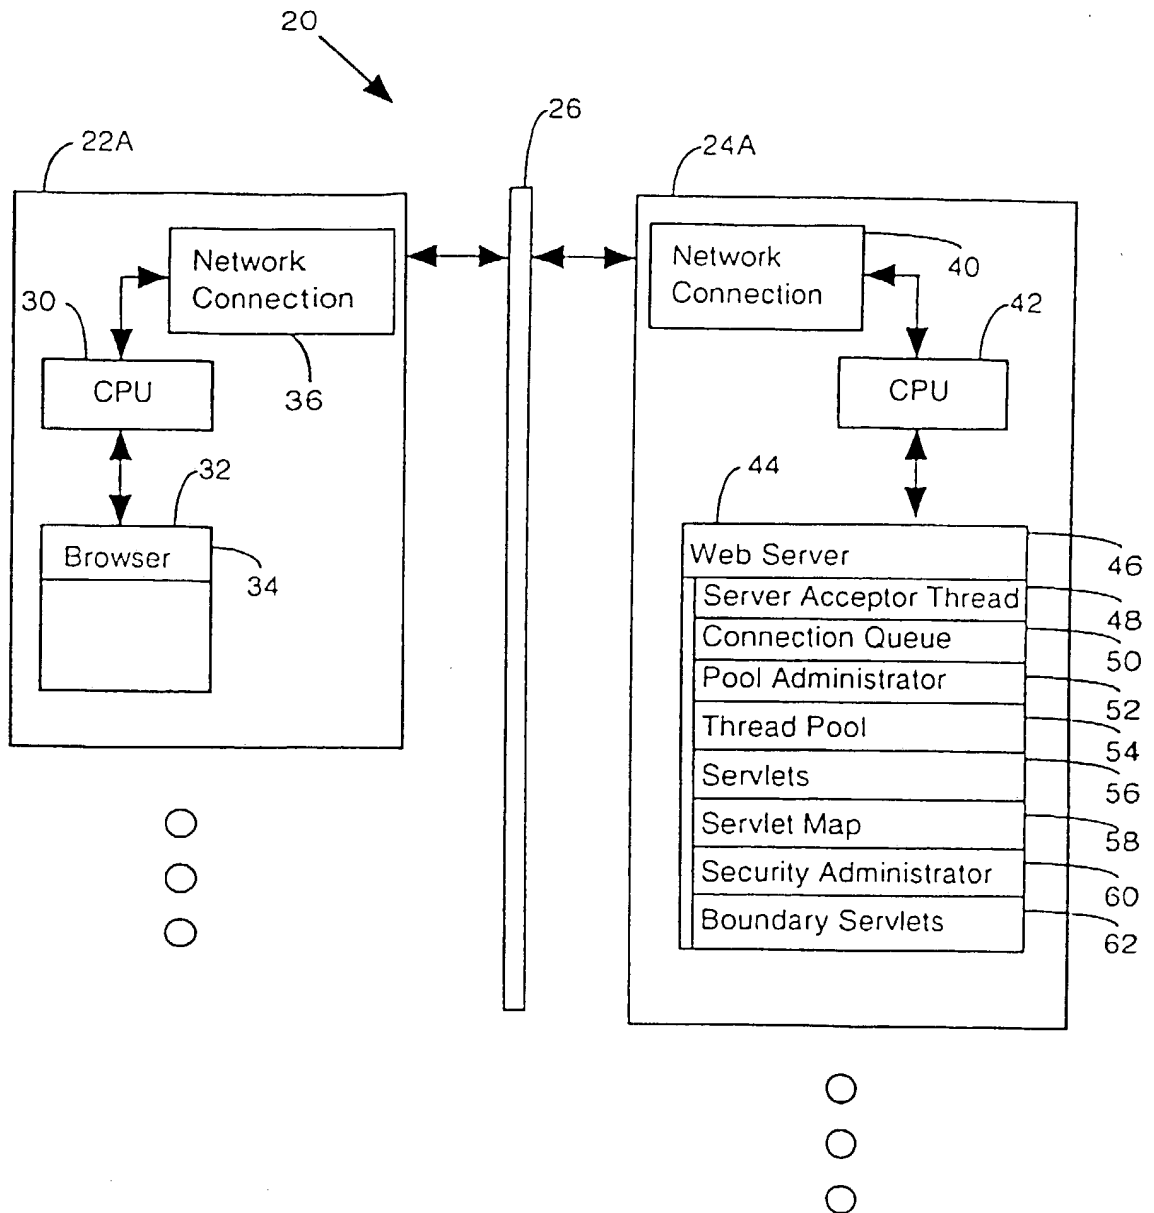 20
22A
26
24A
Network
Connection
30
36
CPU
32
Browser
34
Network
Connection
40
42
CPU
44
Web Server
46
Server Acceptor Thread
48
Connection Queue
50
Pool Administrator
52
Thread Pool
54
Servlets
56
Servlet Map
58
Security Administrator
60
Boundary Servlets
62